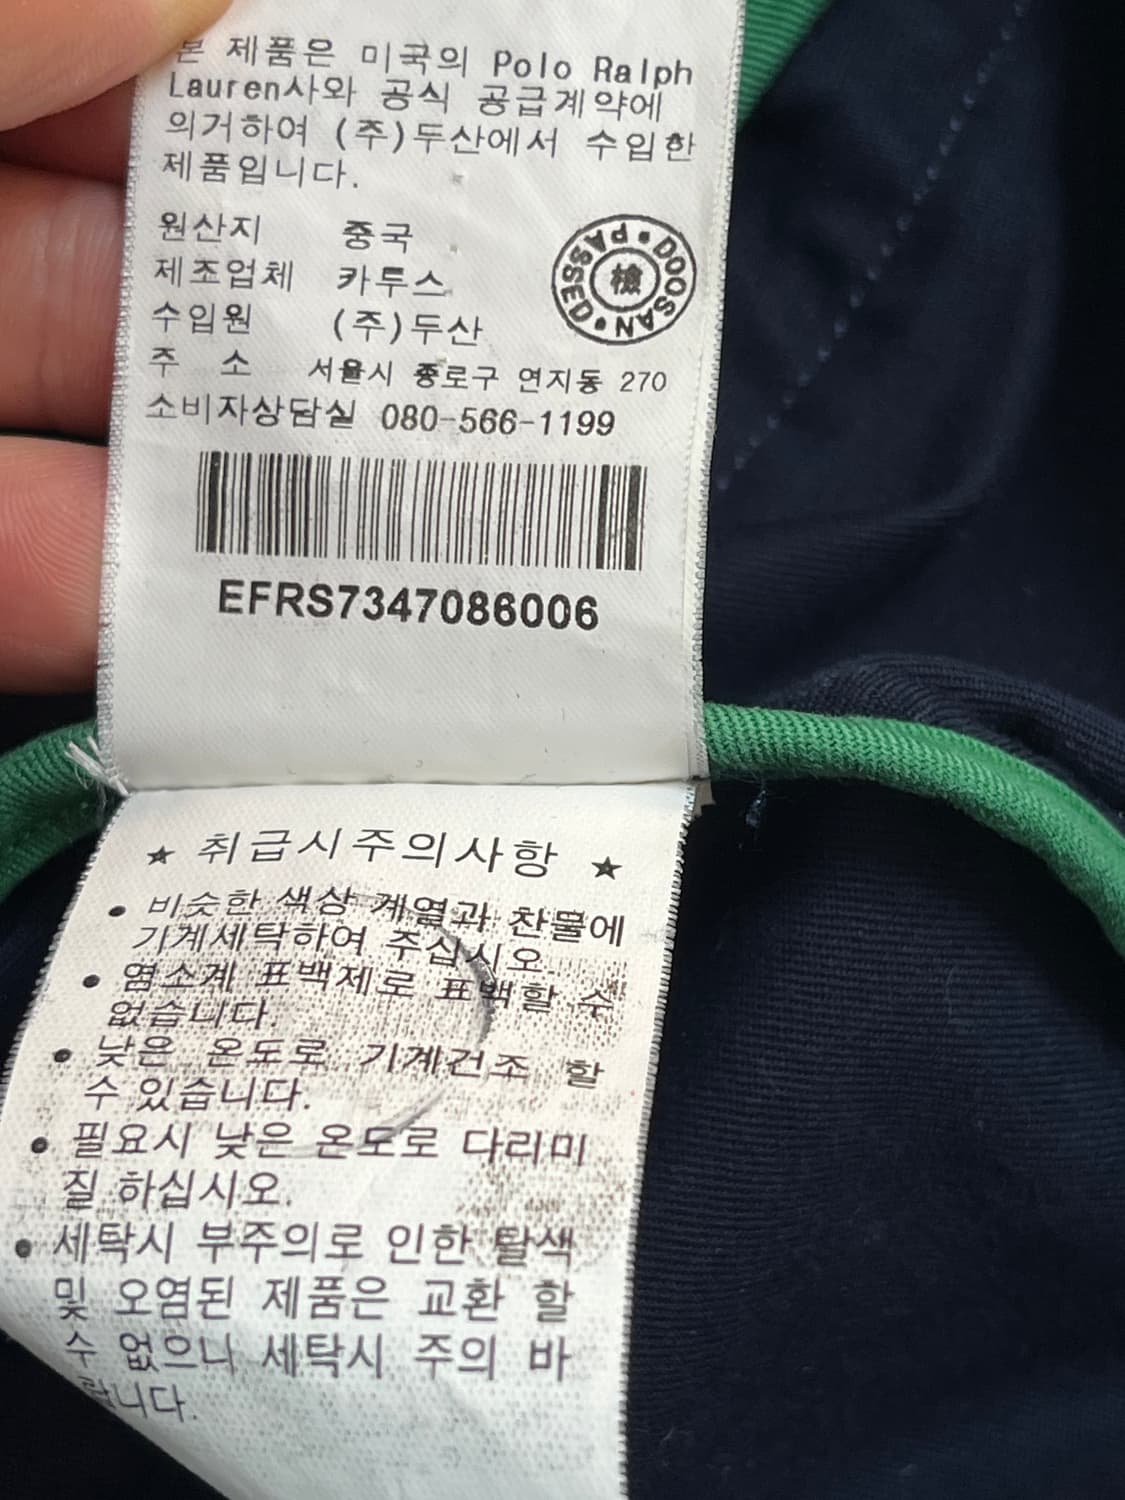 본 제품은 미국의 Polo Ralph
Lauren사와 공식 공급계약에
의거하여 (주)두산에서 수입한
제품입니다.
원산지 중국
제조업체 카투스
수입원 (주)두산
DOOSAN • PASSED •
檢
주 소 서울시 종로구 연지동 270
소비자상담실 080-566-1199
EFRS7347086006
★ 취급시주의사항 ★
• 비슷한 색상 계열과 찬물에
기계세탁하여 주십시오.
• 염소계 표백제로 표백할 수
없습니다.
• 낮은 온도로 기계건조 할
수 있습니다.
• 필요시 낮은 온도로 다리미
질 하십시오.
• 세탁시 부주의로 인한 탈색
및 오염된 제품은 교환 할
수 없으니 세탁시 주의 바
랍니다.